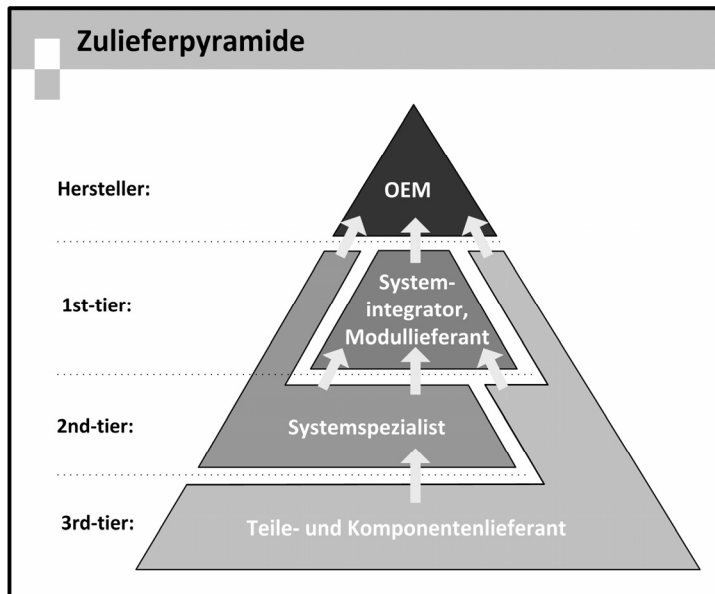 Zulieferpyramide
Hersteller:
OEM
1st-tier:
System-
integrator,
Modullieferant
2nd-tier:
Systemspezialist
3rd-tier:
Teile- und Komponentenlieferant